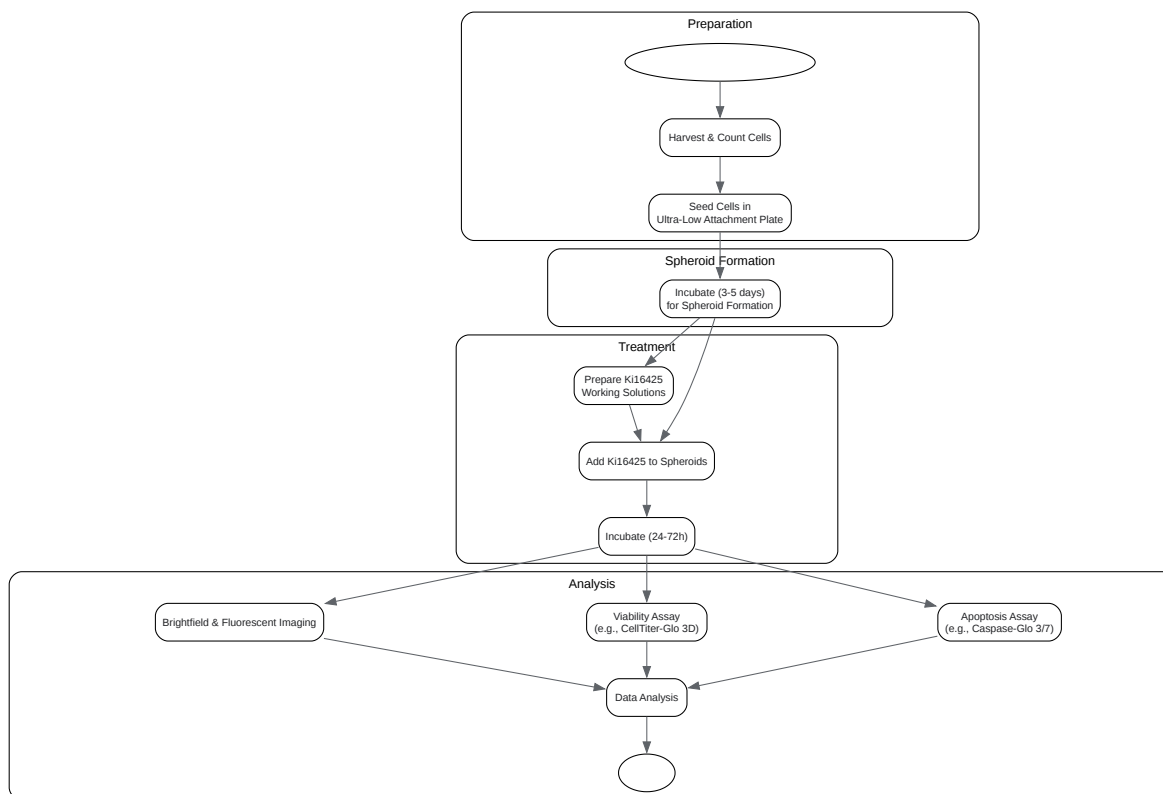 Preparation
Harvest & Count Cells
Seed Cells in
Ultra-Low Attachment Plate
Spheroid Formation
Incubate (3-5 days)
for Spheroid Formation
Treatment
Prepare Ki16425
Working Solutions
Add Ki16425 to Spheroids
Incubate (24-72h)
Analysis
Brightfield & Fluorescent Imaging
Viability Assay
(e.g., CellTiter-Glo 3D)
Apoptosis Assay
(e.g., Caspase-Glo 3/7)
Data Analysis